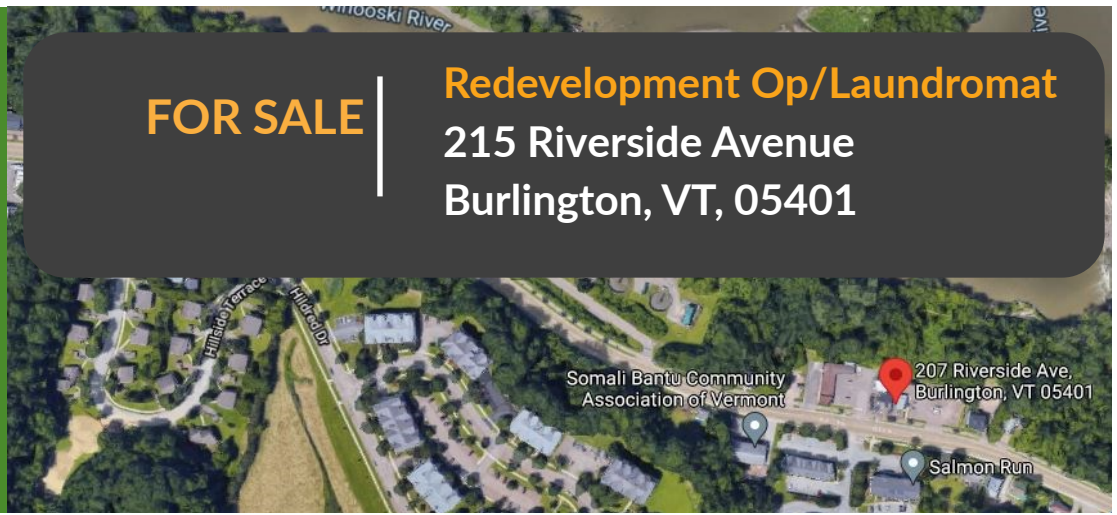 Winooski River
FOR SALE
Redevelopment Op/Laundromat
215 Riverside Avenue
Burlington, VT, 05401
Hillside Terrace
Hildred Dr
Somali Bantu Community
Association of Vermont
207 Riverside Ave,
Burlington, VT 05401
Salmon Run